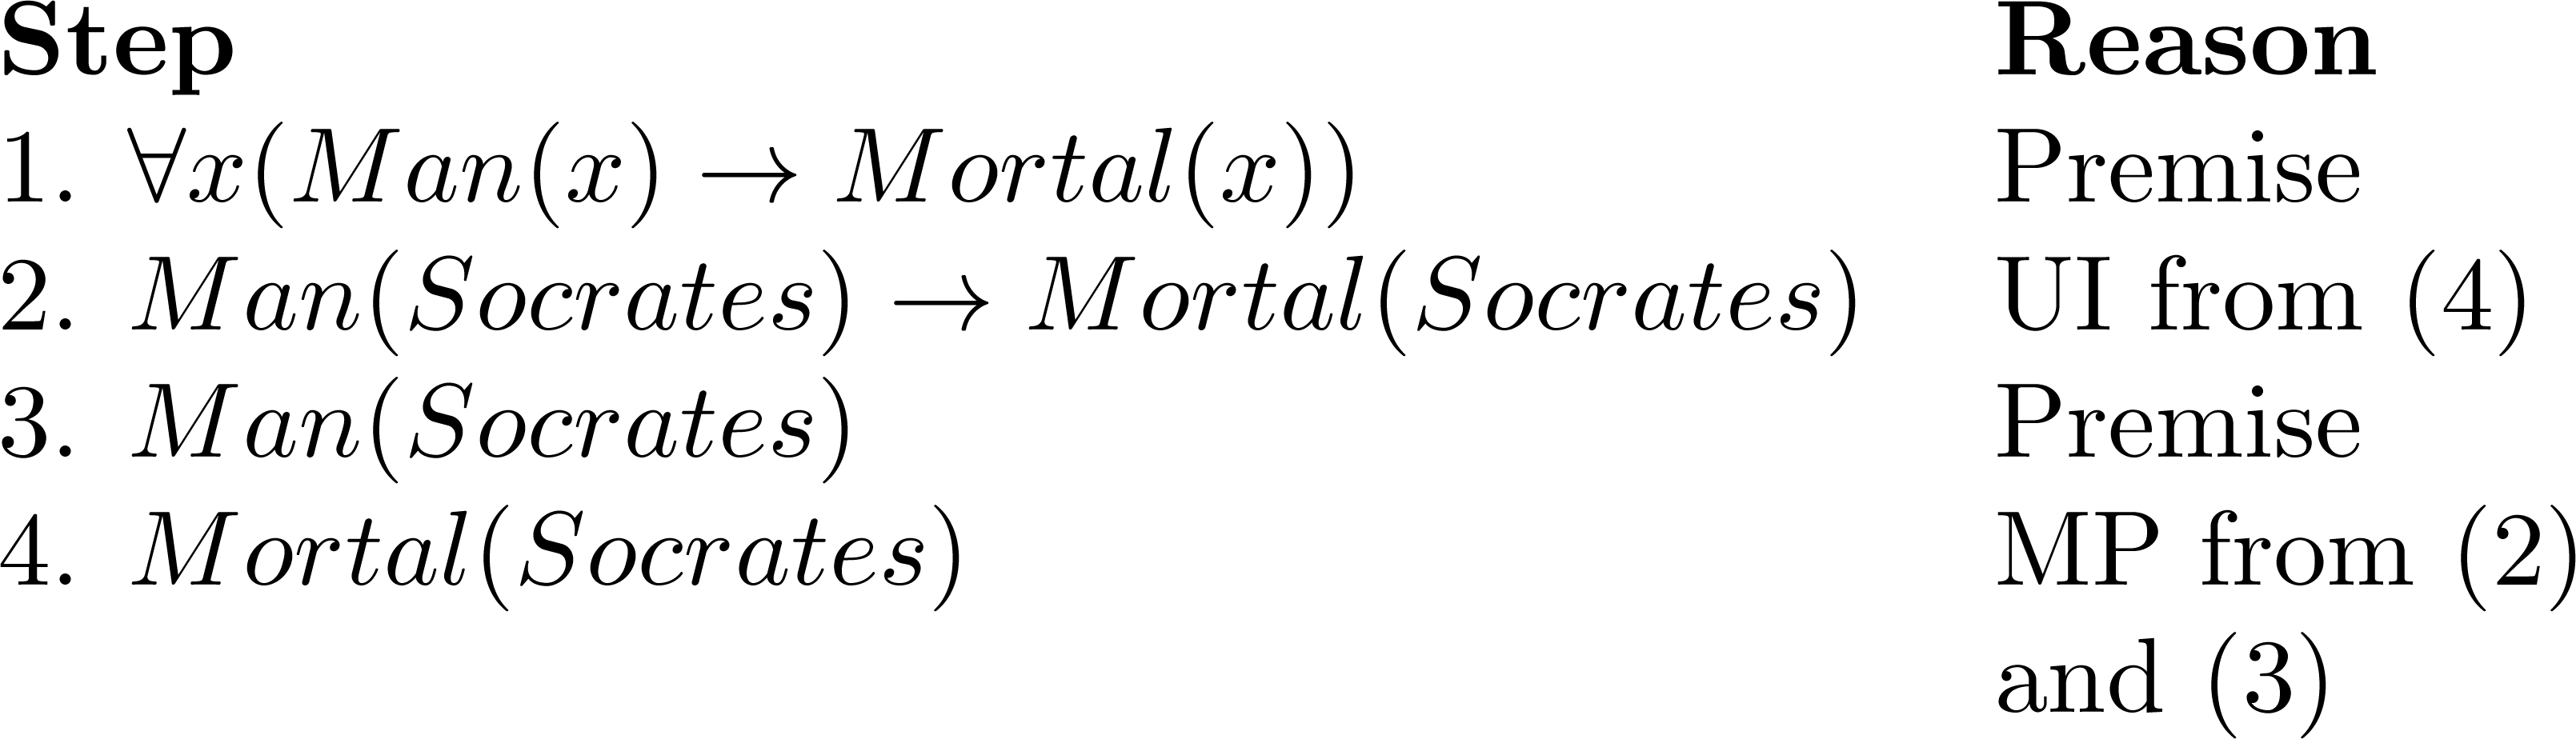 Step Reason
1. ∀x(Man(x) → Mortal(x)) Premise
2. Man(Socrates) → Mortal(Socrates) UI from (4)
3. Man(Socrates) Premise
4. Mortal(Socrates) MP from (2)
and (3)